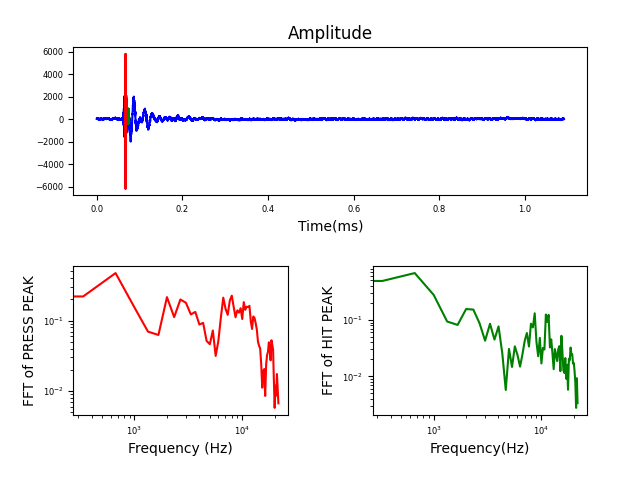 Amplitude
6000
4000
2000
0
−2000
−4000
−6000
0.0 0.2 0.4 0.6 0.8 1.0
Time(ms)
FFT of PRESS PEAK
10⁻¹
10⁻²
10³ 10⁴
Frequency (Hz)
FFT of HIT PEAK
10⁻¹
10⁻²
10³ 10⁴
Frequency(Hz)